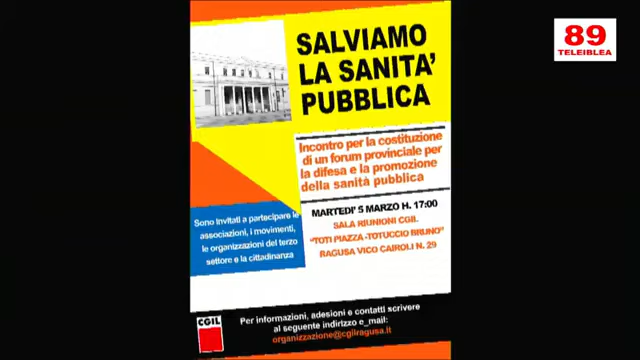 89
TELEIBLEA
SALVIAMO
LA SANITA'
PUBBLICA
Incontro per la costituzione
di un forum provinciale per
la difesa e la promozione
della sanità pubblica
Sono invitati a partecipare le
associazioni, i movimenti,
le organizzazioni del terzo
settore e la cittadinanza
MARTEDI' 5 MARZO H. 17:00
SALA RIUNIONI CGIL
"TOTI PIAZZA -TOTUCCIO BRUNO"
RAGUSA VICO CAIROLI N. 29
CGIL
Per informazioni, adesioni e contatti scrivere
al seguente indirtzzo e_mail:
organizzazione@cgilragusa.it